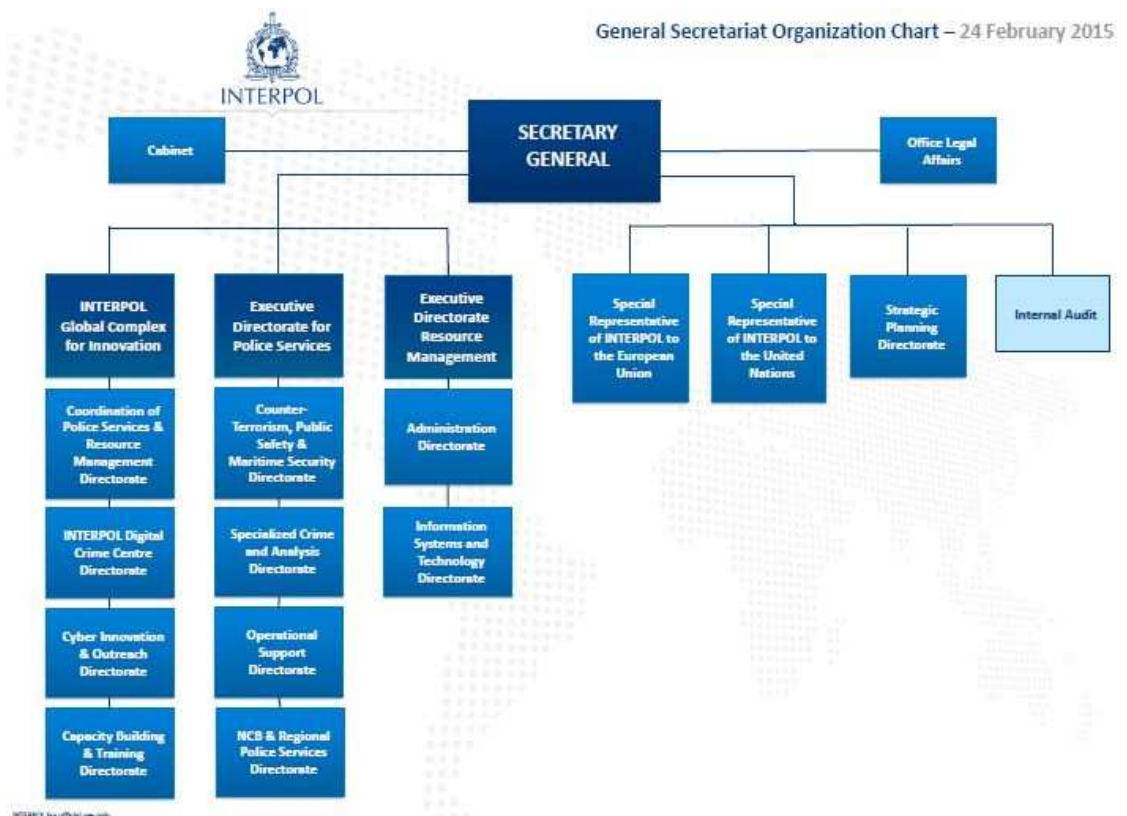 General Secretariat Organization Chart – 24 February 2015
INTERPOL
SECRETARY
GENERAL
Cabinet
Office Legal
Affairs
INTERPOL
Global Complex
for Innovation
Executive
Directorate for
Police Services
Executive
Directorate
Resource
Management
Special
Representative
of INTERPOL to
the European
Union
Special
Representative
of INTERPOL to
the United
Nations
Strategic
Planning
Directorate
Internal Audit
Coordination of
Police Services &
Resource
Management
Directorate
Counter-
Terrorism, Public
Safety &
Maritime Security
Directorate
Administration
Directorate
INTERPOL Digital
Crime Centre
Directorate
Specialized Crime
and Analysis
Directorate
Information
Systems and
Technology
Directorate
Cyber Innovation
& Outreach
Directorate
Operational
Support
Directorate
Capacity Building
& Training
Directorate
NCB & Regional
Police Services
Directorate